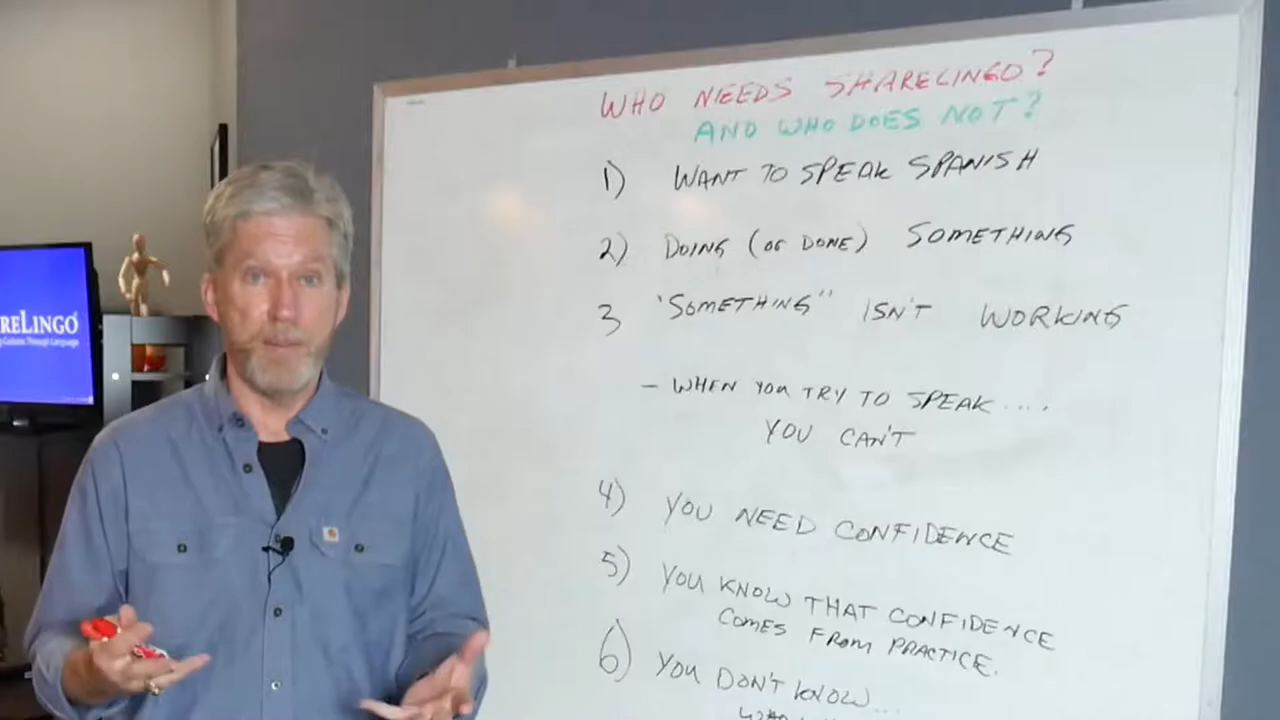 WHO NEEDS SHARELINGO?
AND WHO DOES NOT?
1) WANT TO SPEAK SPANISH
2) DOING (OR DONE) SOMETHING
3 "SOMETHING" ISN'T WORKING
- WHEN YOU TRY TO SPEAK....
YOU CAN'T
4) YOU NEED CONFIDENCE
5) YOU KNOW THAT CONFIDENCE
COMES FROM PRACTICE.
6) YOU DON'T KNOW...
RELINGO
Through Language